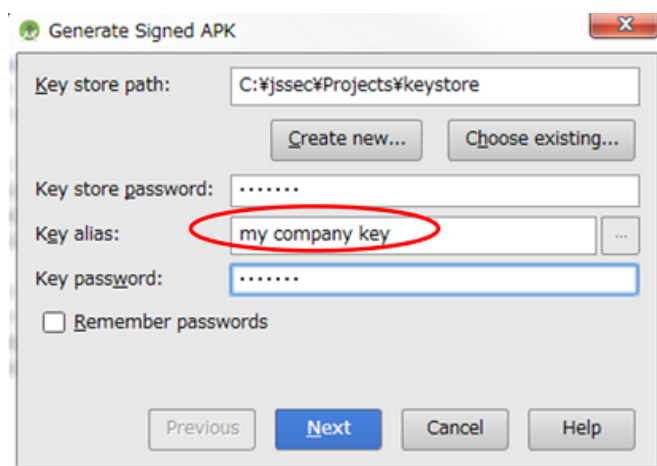 Generate Signed APK
Key store path: C:¥jssec¥Projects¥keystore
Create new... Choose existing...
Key store password: •••••••
Key alias: my company key ...
Key password: •••••••
Remember passwords
Previous Next Cancel Help